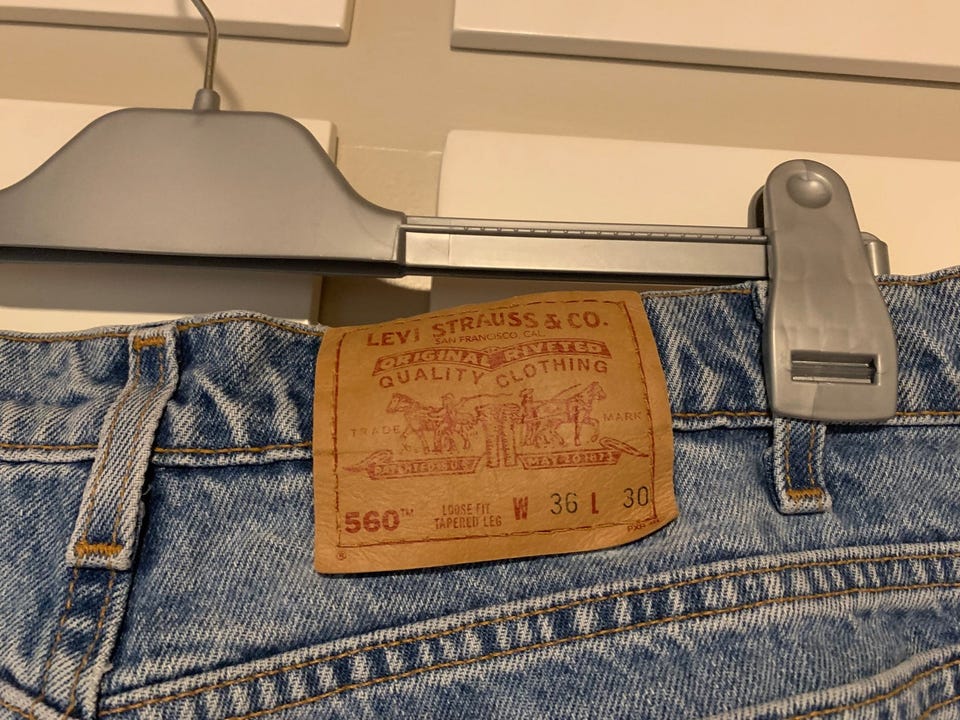 LEVI STRAUSS & CO.
SAN FRANCISCO, CAL.
ORIGINAL RIVETED
QUALITY CLOTHING
TRADE MARK
PATENTED IN U.S. MAY 20 1873
560™ LOOSE FIT W 36 L 30
TAPERED LEG
®